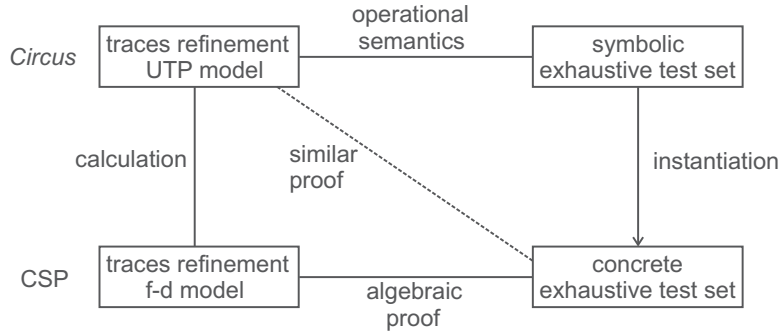 operational
semantics
Circus
traces refinement
UTP model
symbolic
exhaustive test set
calculation
similar
proof
instantiation
CSP
traces refinement
f-d model
concrete
exhaustive test set
algebraic
proof